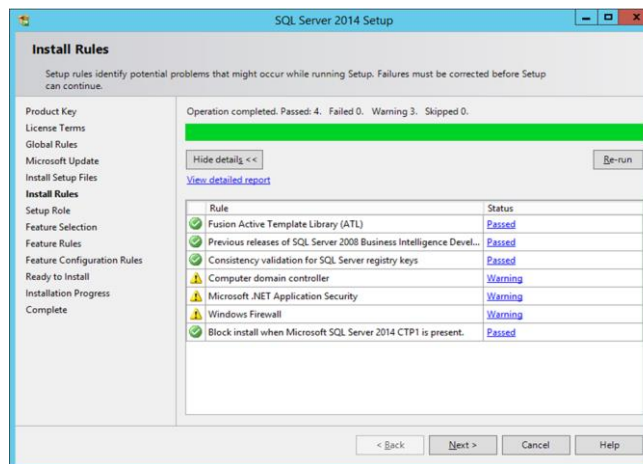 SQL Server 2014 Setup
Install Rules
Setup rules identify potential problems that might occur while running Setup. Failures must be corrected before Setup
can continue.
Product Key
License Terms
Global Rules
Microsoft Update
Install Setup Files
Install Rules
Setup Role
Feature Selection
Feature Rules
Feature Configuration Rules
Ready to Install
Installation Progress
Complete
Operation completed. Passed: 4. Failed 0. Warning 3. Skipped 0.
Hide details <<
Re-run
View detailed report
Rule Status
Fusion Active Template Library (ATL) Passed
Previous releases of SQL Server 2008 Business Intelligence Devel... Passed
Consistency validation for SQL Server registry keys Passed
Computer domain controller Warning
Microsoft .NET Application Security Warning
Windows Firewall Warning
Block install when Microsoft SQL Server 2014 CTP1 is present. Passed
< Back Next > Cancel Help